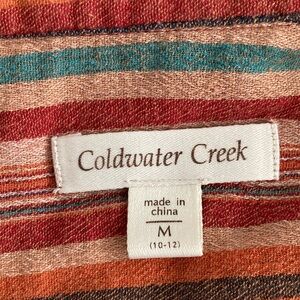 Coldwater Creek
made in
china
M
(10-12)